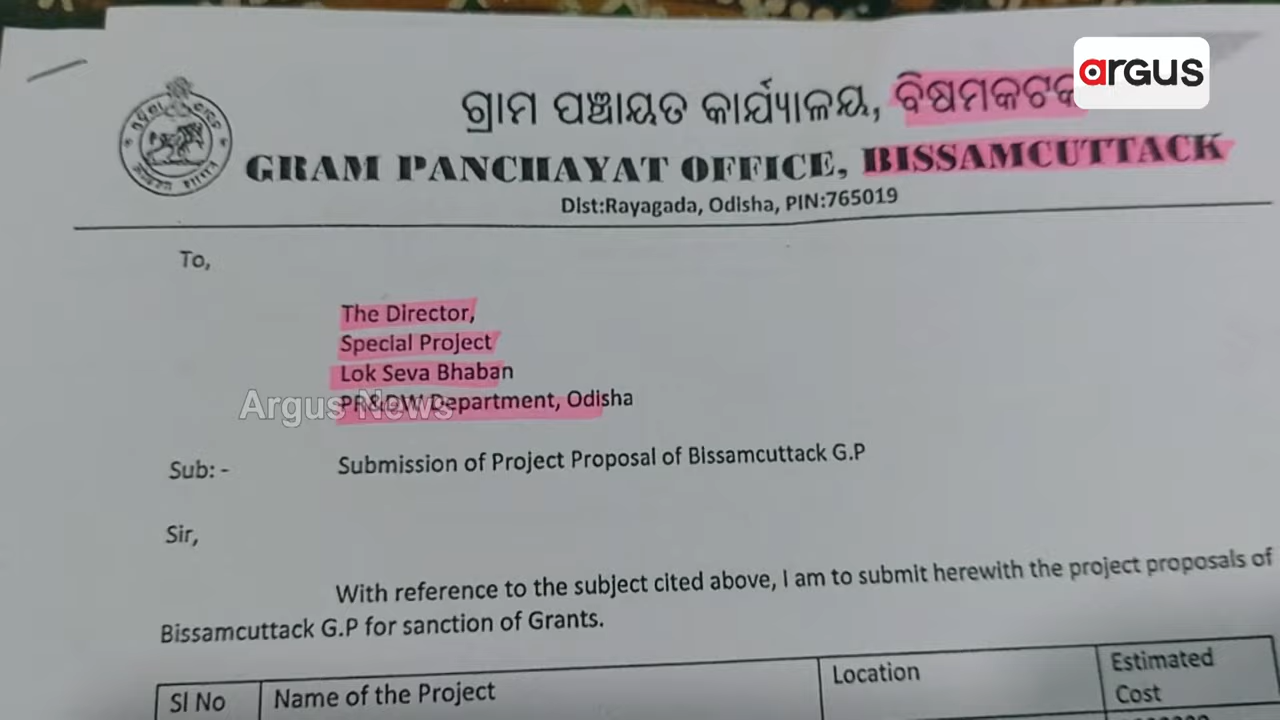 argus
ଗ୍ରାମ ପଞ୍ଚାୟତ କାର୍ଯ୍ୟାଳୟ, ବିଷମକଟକ
GRAM PANCHAYAT OFFICE, BISSAMCUTTACK
Dist:Rayagada, Odisha, PIN:765019
To,
The Director,
Special Project
Lok Seva Bhaban
PR&DW Department, Odisha
Argus News
Sub: - Submission of Project Proposal of Bissamcuttack G.P
Sir,
With reference to the subject cited above, I am to submit herewith the project proposals of
Bissamcuttack G.P for sanction of Grants.
Sl No Name of the Project Location Estimated
Cost